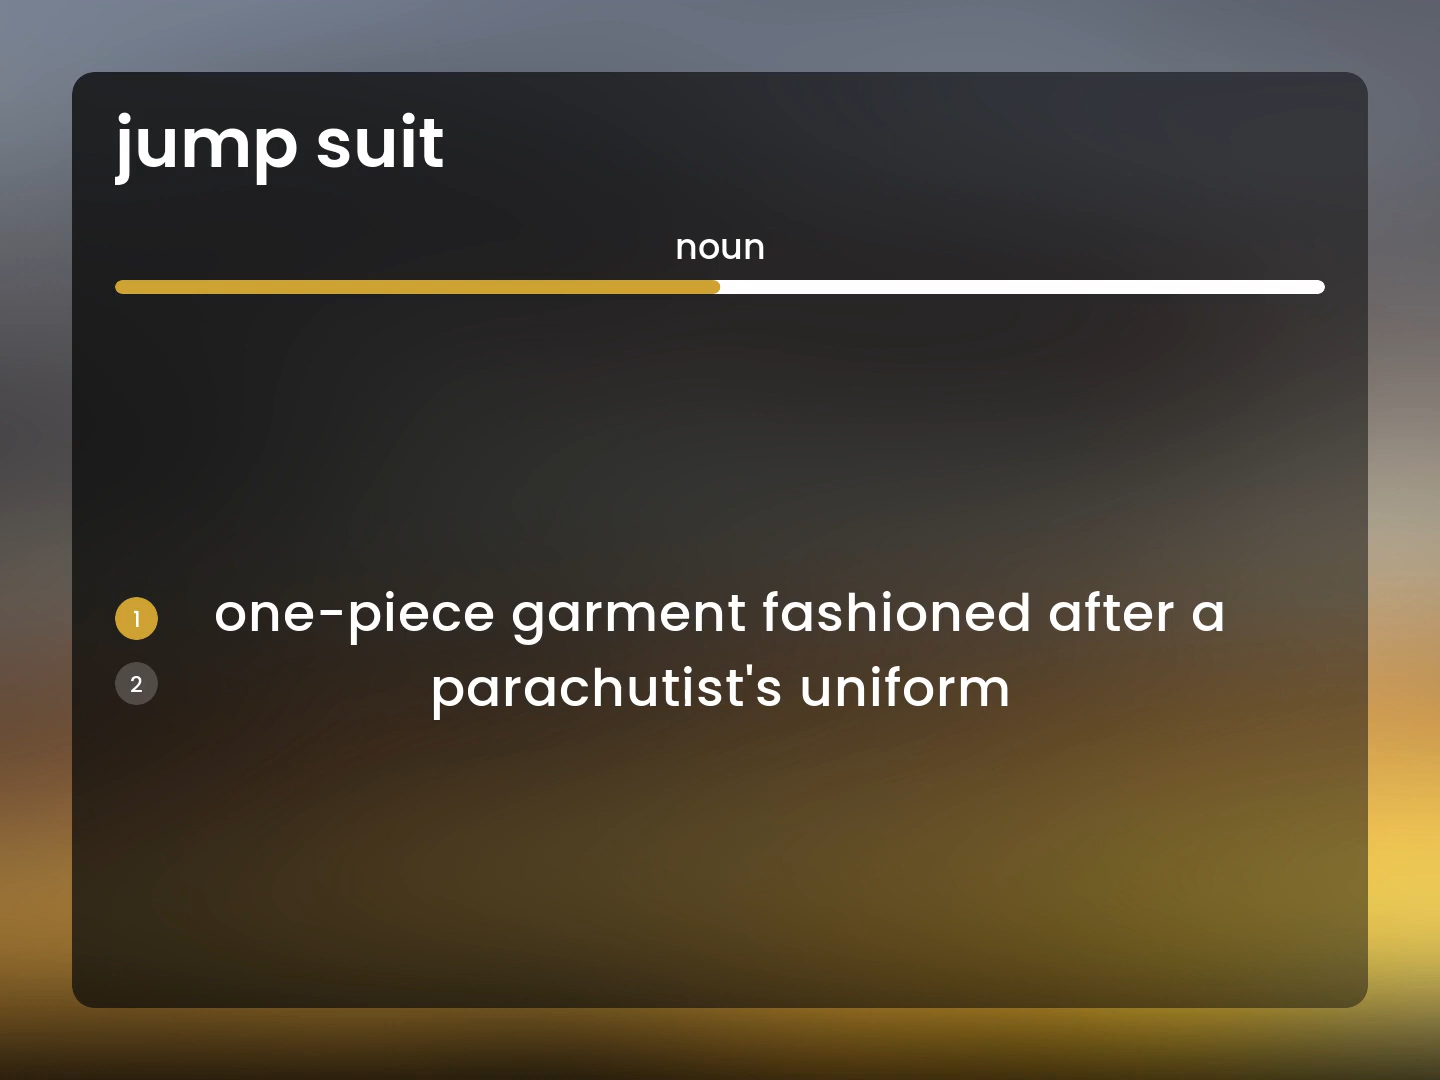 jump suit
noun
1
one-piece garment fashioned after a
2
parachutist's uniform